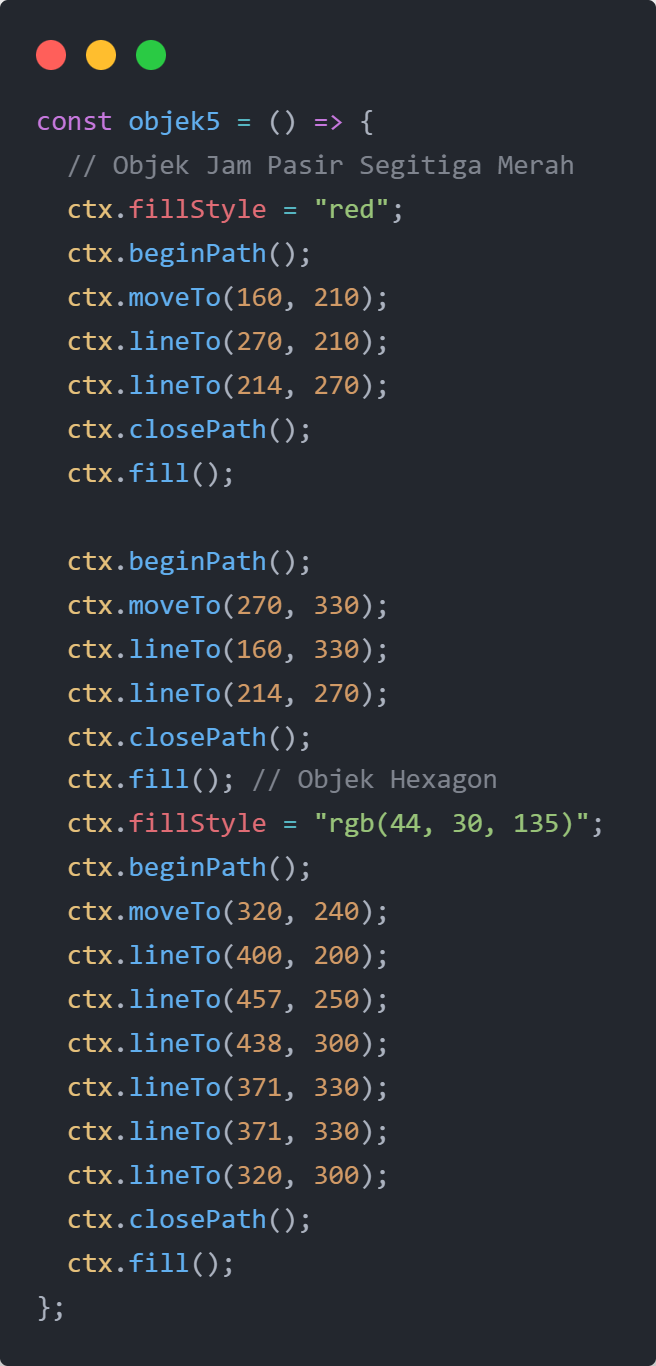 const objek5 = () => {
  // Objek Jam Pasir Segitiga Merah
  ctx.fillStyle = "red";
  ctx.beginPath();
  ctx.moveTo(160, 210);
  ctx.lineTo(270, 210);
  ctx.lineTo(214, 270);
  ctx.closePath();
  ctx.fill();

  ctx.beginPath();
  ctx.moveTo(270, 330);
  ctx.lineTo(160, 330);
  ctx.lineTo(214, 270);
  ctx.closePath();
  ctx.fill(); // Objek Hexagon
  ctx.fillStyle = "rgb(44, 30, 135)";
  ctx.beginPath();
  ctx.moveTo(320, 240);
  ctx.lineTo(400, 200);
  ctx.lineTo(457, 250);
  ctx.lineTo(438, 300);
  ctx.lineTo(371, 330);
  ctx.lineTo(371, 330);
  ctx.lineTo(320, 300);
  ctx.closePath();
  ctx.fill();
};